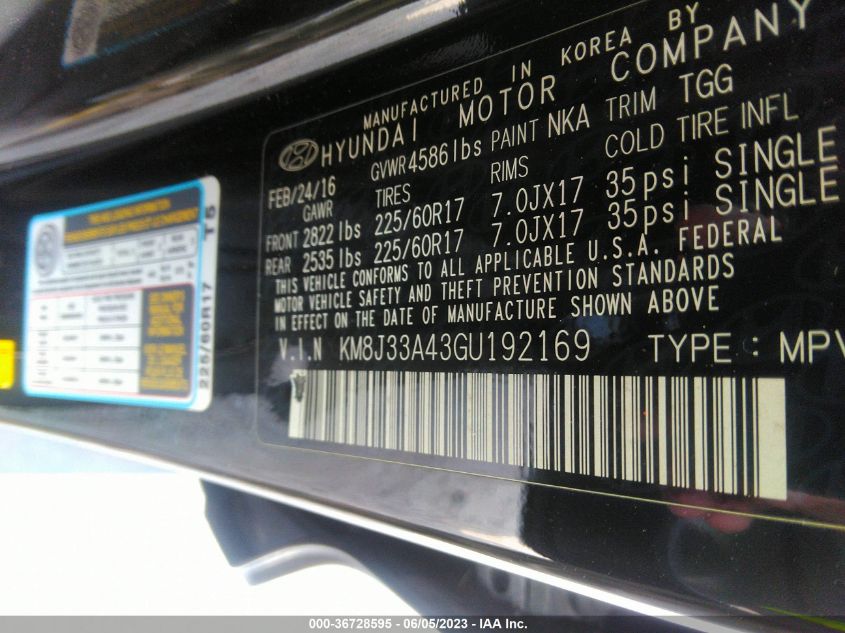 MANUFACTURED IN KOREA BY
HYUNDAI MOTOR COMPANY
FEB/24/16 GVWR 4586 lbs PAINT NKA TRIM TGG
GAWR TIRES RIMS COLD TIRE INFL
FRONT 2822 lbs 225/60R17 7.0JX17 35psi SINGLE
REAR 2535 lbs 225/60R17 7.0JX17 35psi SINGLE
THIS VEHICLE CONFORMS TO ALL APPLICABLE U.S.A. FEDERAL
MOTOR VEHICLE SAFETY AND THEFT PREVENTION STANDARDS
IN EFFECT ON THE DATE OF MANUFACTURE SHOWN ABOVE
V.I.N KM8J33A43GU192169 TYPE : MPV
225/60R17 T5
000-36728595 - 06/05/2023 - IAA Inc.